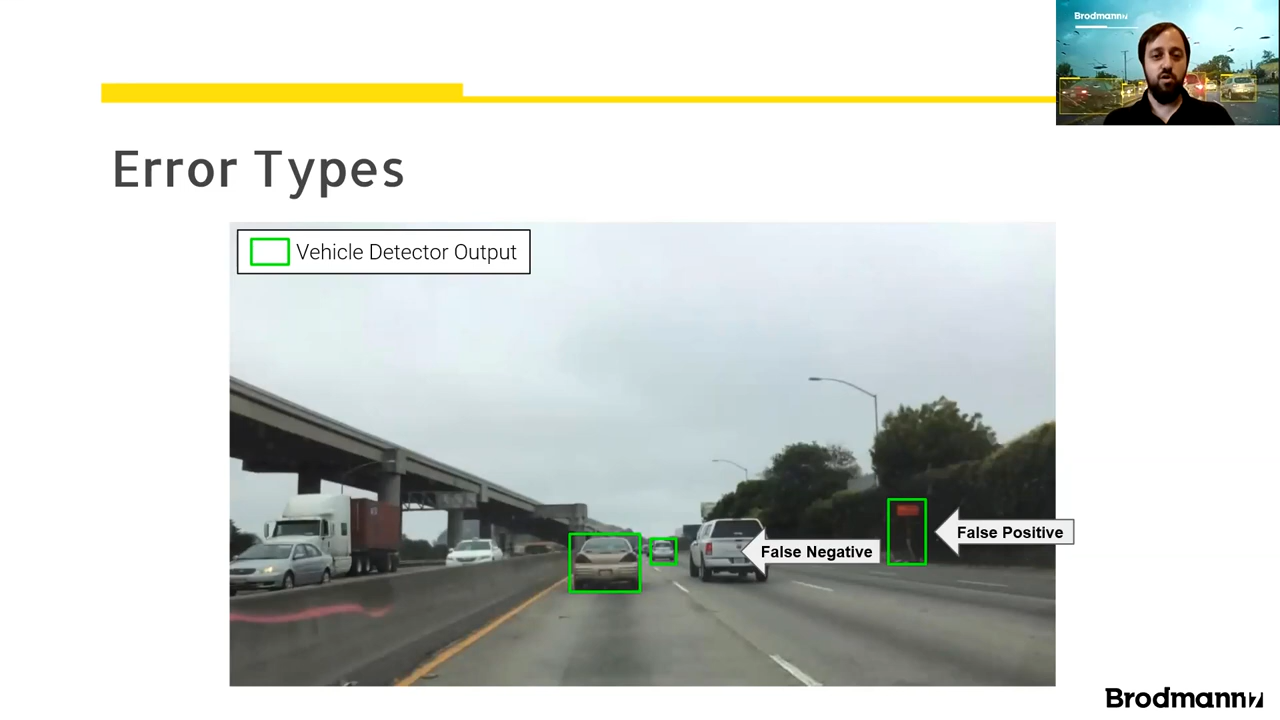 Brodmann17
Error Types
Vehicle Detector Output
False Positive
False Negative
Brodmann17